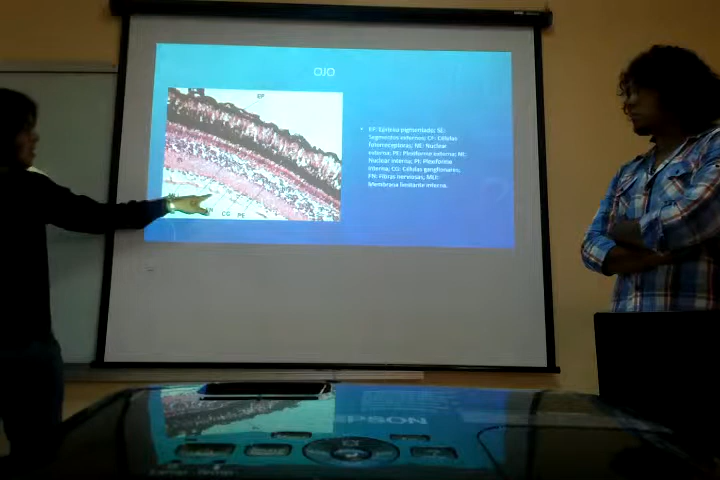 OJO
EP
• EP: Epitelio pigmentado; SE:
Segmentos externos; CF: Células
fotorreceptoras; NE: Nuclear
externa; PE: Plexiforme externa; NI:
Nuclear interna; PI: Plexiforme
interna; CG: Células ganglionares;
FN: Fibras nerviosas; MLI:
Membrana limitante interna.
CG
EPSON